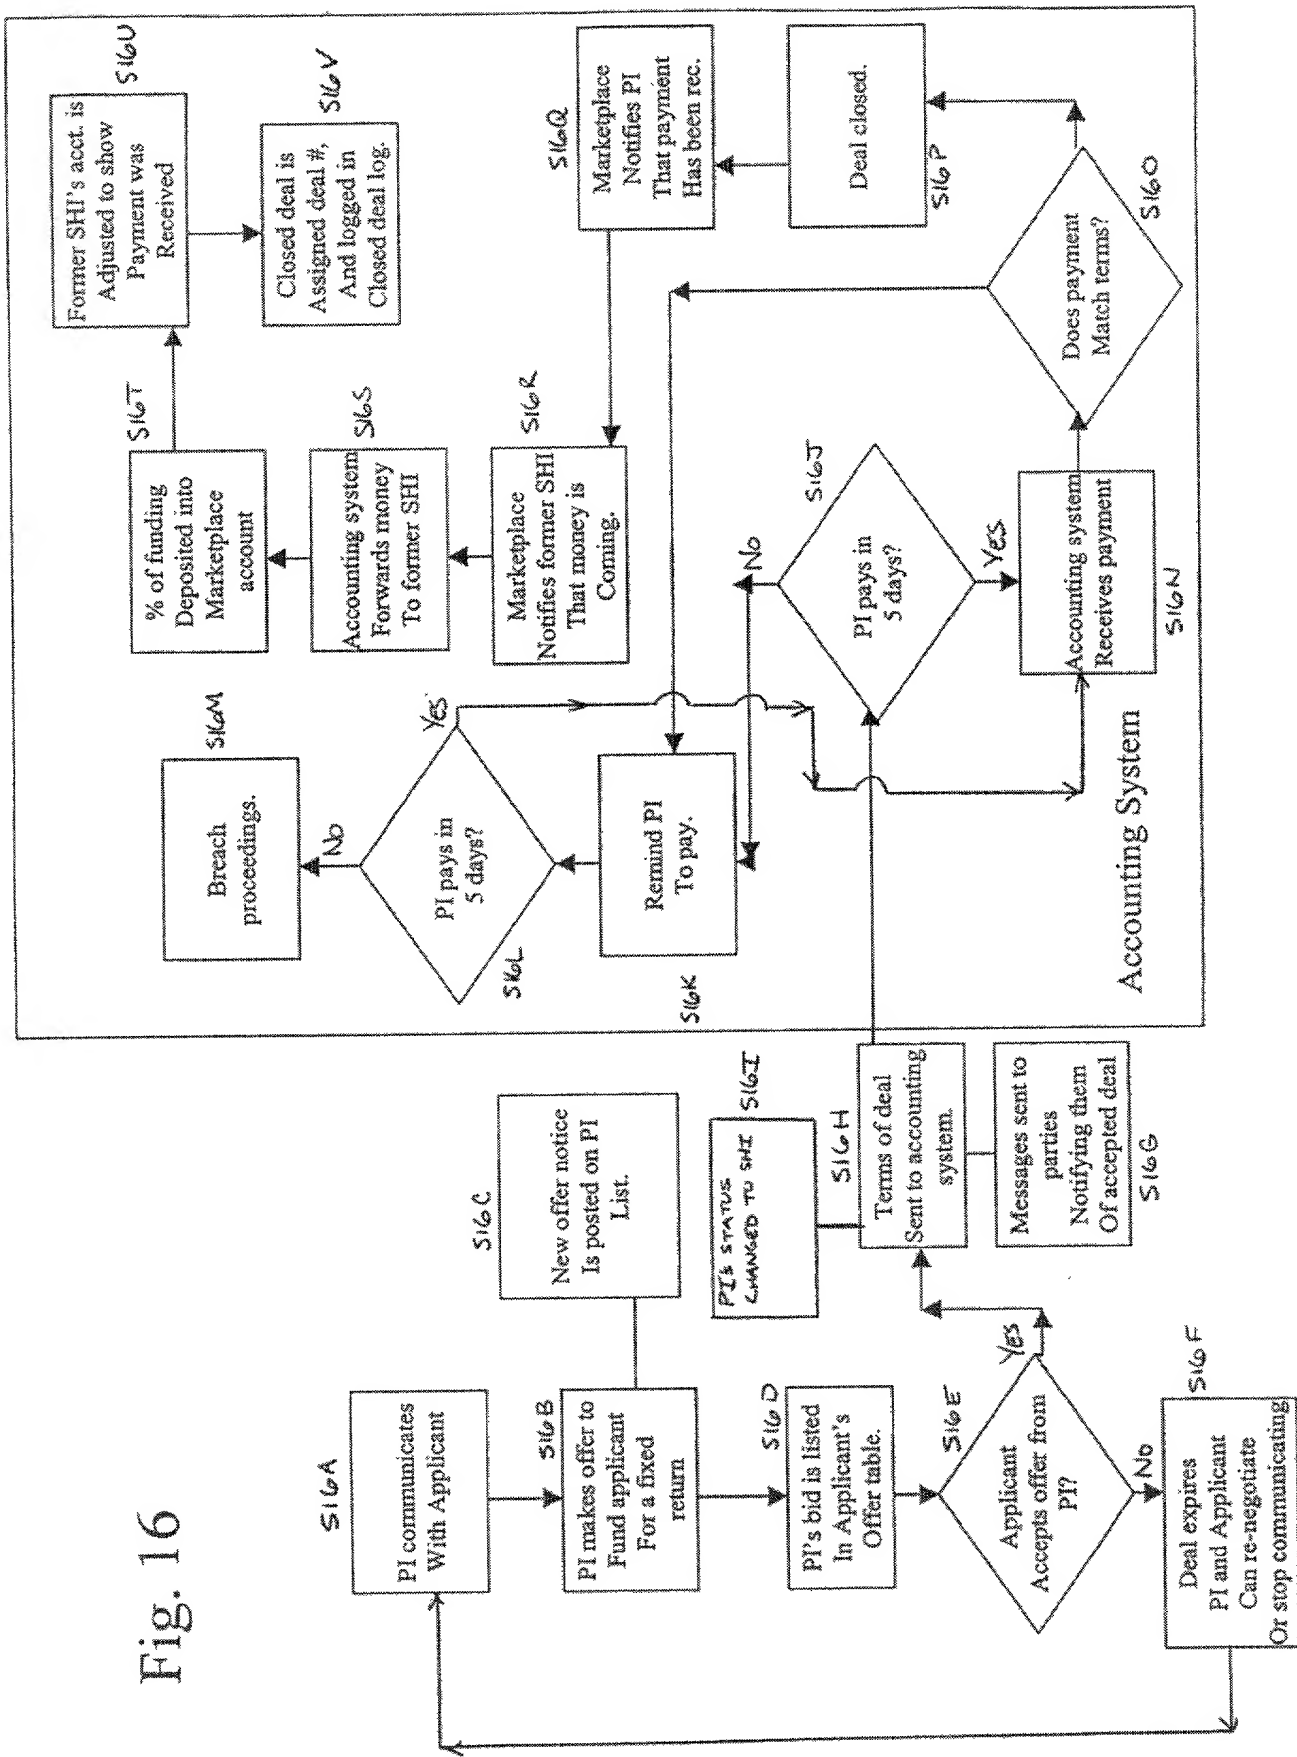 Fig. 16
S16A
PI communicates
With Applicant
S16B
PI makes offer to
Fund applicant
For a fixed
return
S16C
New offer notice
Is posted on PI
List.
S16D
PI's bid is listed
In Applicant's
Offer table.
S16E
Applicant
Accepts offer from
PI?
Yes
No
S16F
Deal expires
PI and Applicant
Can re-negotiate
Or stop communicating
S16I
PI'S STATUS
CHANGED TO SHI
S16H
Terms of deal
Sent to accounting
system.
Messages sent to
parties
Notifying them
Of accepted deal
S16G
S16M
Breach
proceedings.
No
Yes
PI pays in
5 days?
S16L
Remind PI
To pay.
S16K
S16J
PI pays in
5 days?
No
Yes
Accounting system
Receives payment
S16N
Does payment
Match terms?
S16O
Deal closed.
S16P
S16Q
Marketplace
Notifies PI
That payment
Has been rec.
S16R
Marketplace
Notifies former SHI
That money is
Coming.
S16S
Accounting system
Forwards money
To former SHI
S16T
% of funding
Deposited into
Marketplace
account
S16U
Former SHI's acct. is
Adjusted to show
Payment was
Received
S16V
Closed deal is
Assigned deal #,
And logged in
Closed deal log.
Accounting System